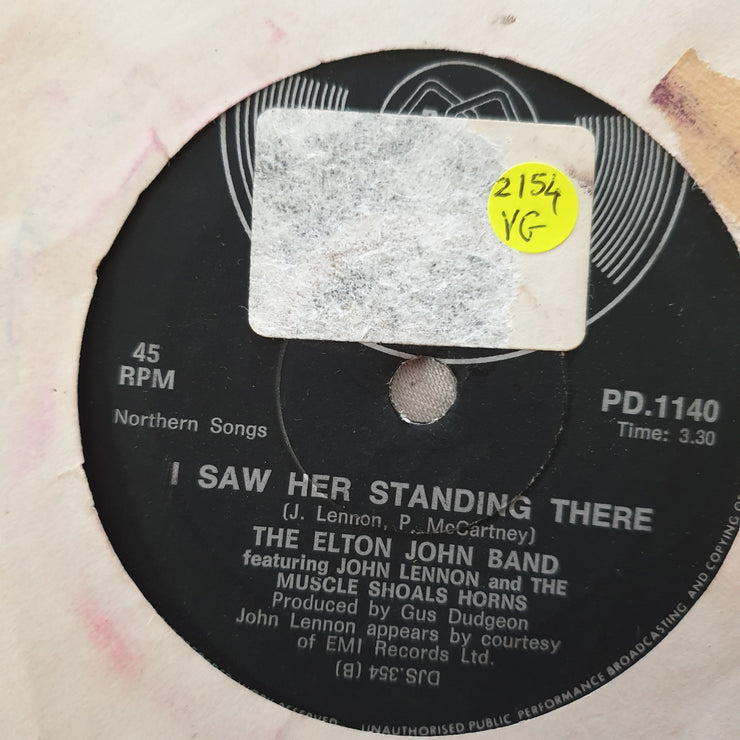 2154
VG
45
RPM
PD.1140
Time: 3.30
Northern Songs
I SAW HER STANDING THERE
(J. Lennon, P. McCartney)
THE ELTON JOHN BAND
featuring JOHN LENNON and THE
MUSCLE SHOALS HORNS
Produced by Gus Dudgeon
John Lennon appears by courtesy
of EMI Records Ltd.
DJS.354 (B)
UNAUTHORISED PUBLIC PERFORMANCE BROADCASTING AND COPYING OF